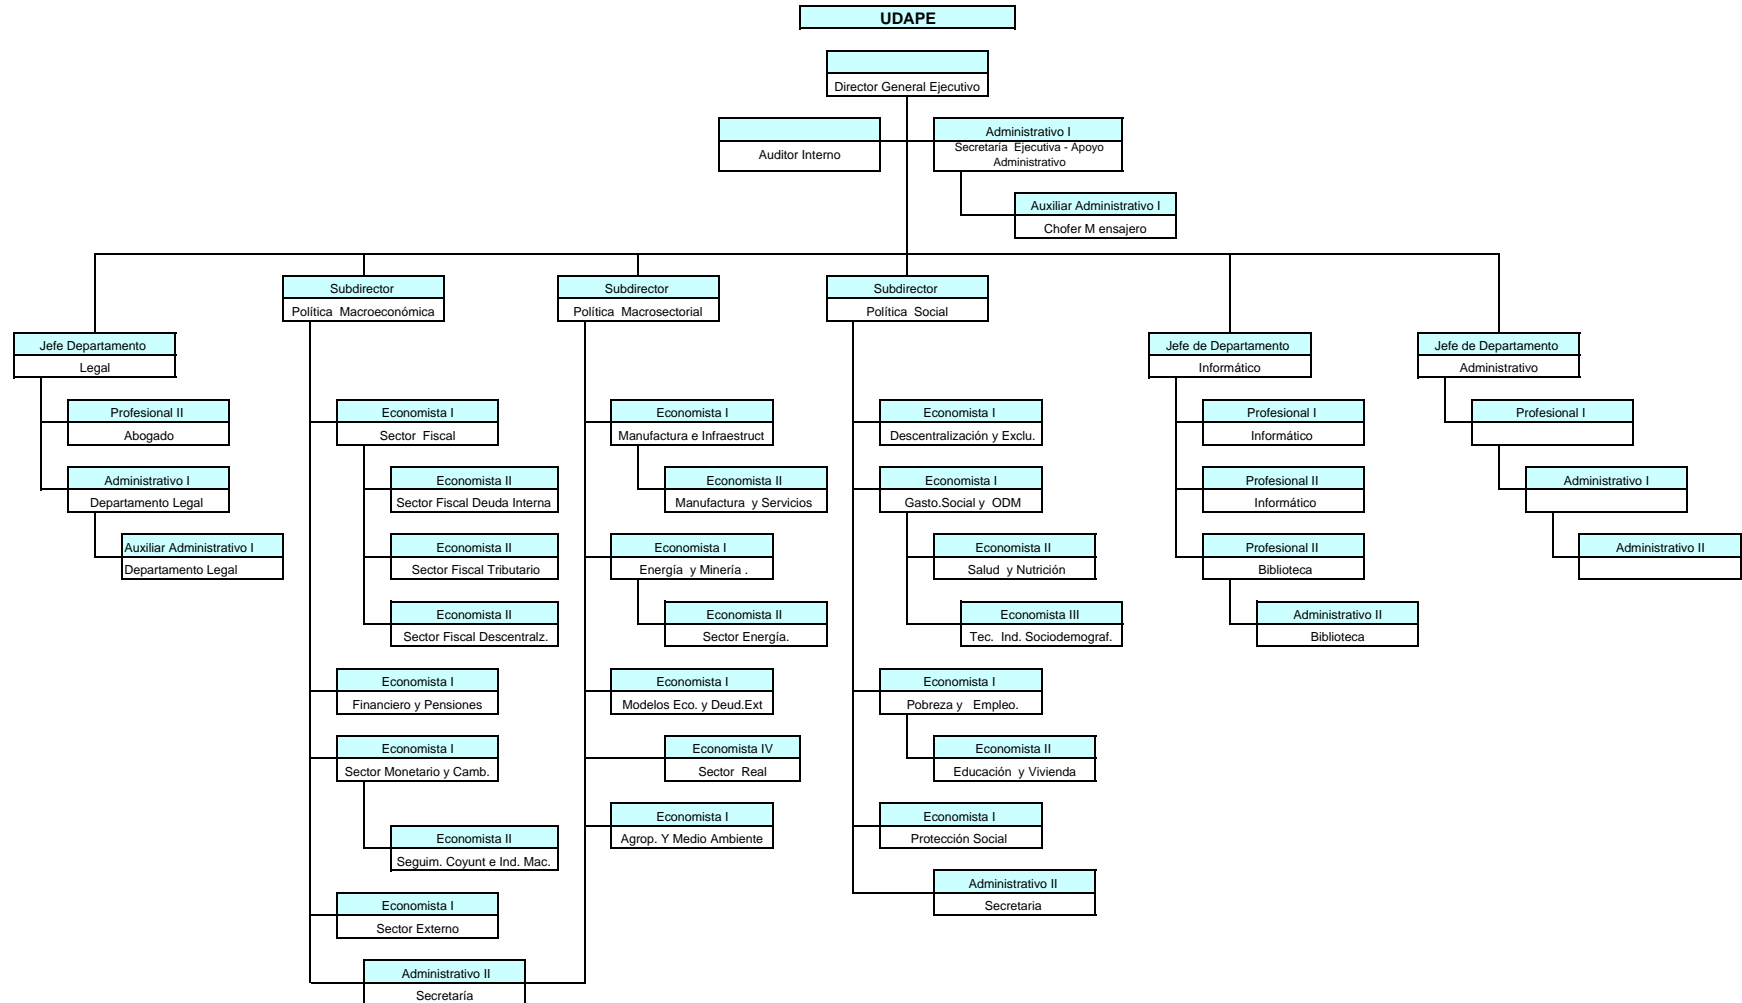 UDAPE
Director General Ejecutivo
Auditor Interno
Administrativo I
Secretaría Ejecutiva - Apoyo
Administrativo
Auxiliar Administrativo I
Chofer M ensajero
Subdirector
Política Macroeconómica
Subdirector
Política Macrosectorial
Subdirector
Política Social
Jefe Departamento
Legal
Jefe de Departamento
Informático
Jefe de Departamento
Administrativo
Profesional II
Abogado
Administrativo I
Departamento Legal
Auxiliar Administrativo I
Departamento Legal
Economista I
Sector Fiscal
Economista II
Sector Fiscal Deuda Interna
Economista II
Sector Fiscal Tributario
Economista II
Sector Fiscal Descentralz.
Economista I
Financiero y Pensiones
Economista I
Sector Monetario y Camb.
Economista II
Seguim. Coyunt e Ind. Mac.
Economista I
Sector Externo
Administrativo II
Secretaría
Economista I
Manufactura e Infraestruct
Economista II
Manufactura y Servicios
Economista I
Energía y Minería .
Economista II
Sector Energía.
Economista I
Modelos Eco. y Deud.Ext
Economista IV
Sector Real
Economista I
Agrop. Y Medio Ambiente
Economista I
Descentralización y Exclu.
Economista I
Gasto.Social y ODM
Economista II
Salud y Nutrición
Economista III
Tec. Ind. Sociodemograf.
Economista I
Pobreza y Empleo.
Economista II
Educación y Vivienda
Economista I
Protección Social
Administrativo II
Secretaria
Profesional I
Informático
Profesional II
Informático
Profesional II
Biblioteca
Administrativo II
Biblioteca
Profesional I
Administrativo I
Administrativo II